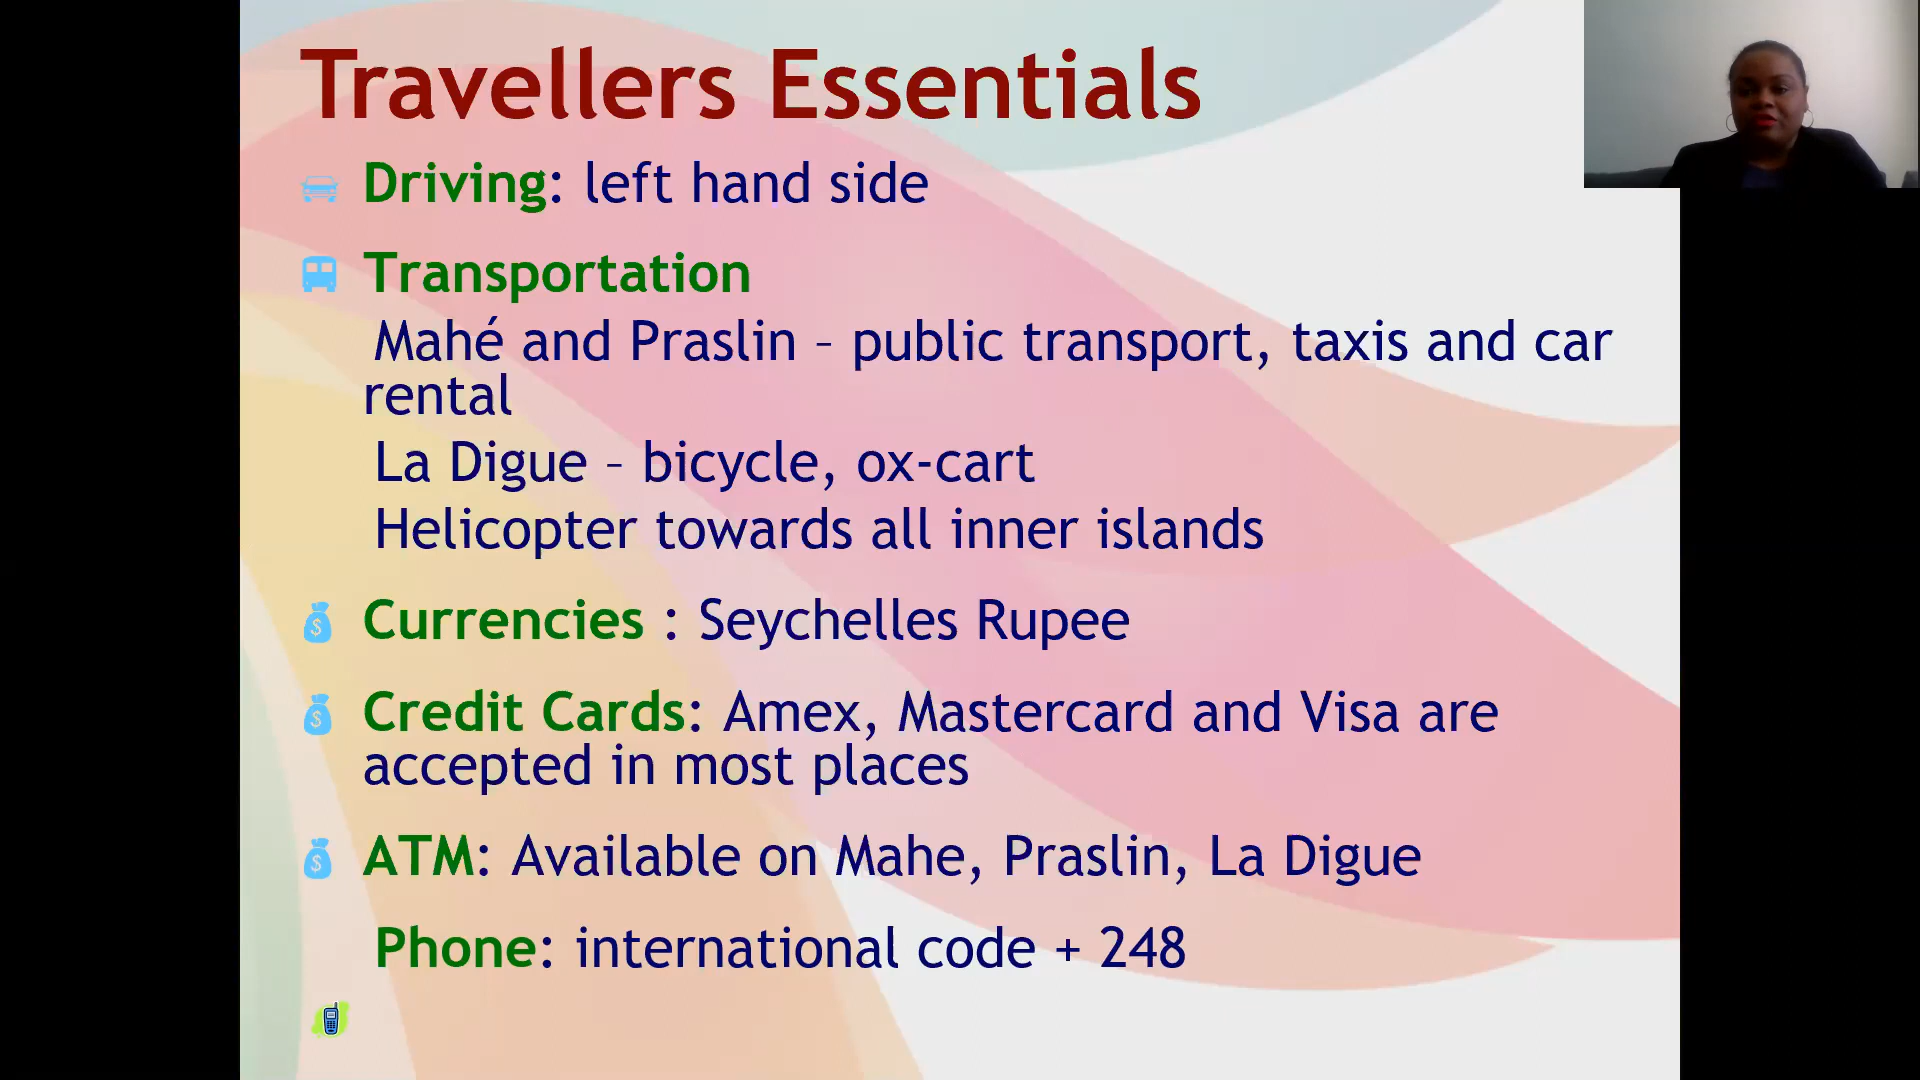 Travellers Essentials
Driving: left hand side
Transportation
Mahé and Praslin – public transport, taxis and car
rental
La Digue – bicycle, ox-cart
Helicopter towards all inner islands
Currencies : Seychelles Rupee
Credit Cards: Amex, Mastercard and Visa are
accepted in most places
ATM: Available on Mahe, Praslin, La Digue
Phone: international code + 248